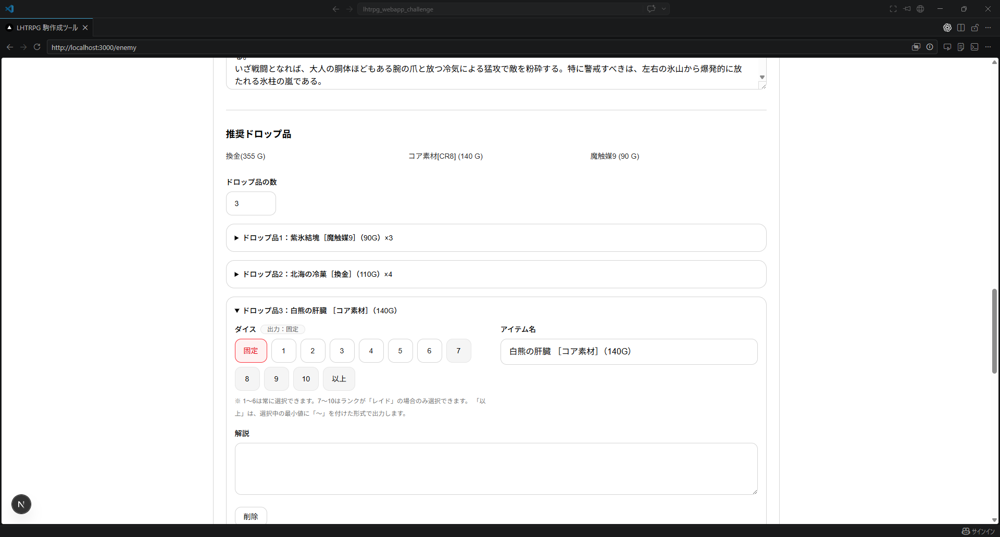 lhtrpg_webapp_challenge
LHTRPG 駒作成ツール
http://localhost:3000/enemy
いざ戦闘となれば、大人の胴体ほどもある腕の爪と放つ冷気による猛攻で敵を粉砕する。特に警戒すべきは、左右の氷山から爆発的に放
たれる氷柱の嵐である。
推奨ドロップ品
換金(355 G)
コア素材[CR8] (140 G)
魔触媒9 (90 G)
ドロップ品の数
3
▶ ドロップ品1：紫氷結塊［魔触媒9］（90G）×3
▶ ドロップ品2：北海の冷菓［換金］（110G）×4
▼ ドロップ品3：白熊の肝臓 ［コア素材］（140G）
ダイス 出力：固定
固定 1 2 3 4 5 6 7
8 9 10 以上
※ 1～6は常に選択できます。7～10はランクが「レイド」の場合のみ選択できます。 「以
上」は、選択中の最小値に「～」を付けた形式で出力します。
アイテム名
白熊の肝臓 ［コア素材］（140G）
解説
削除
N
サインイン